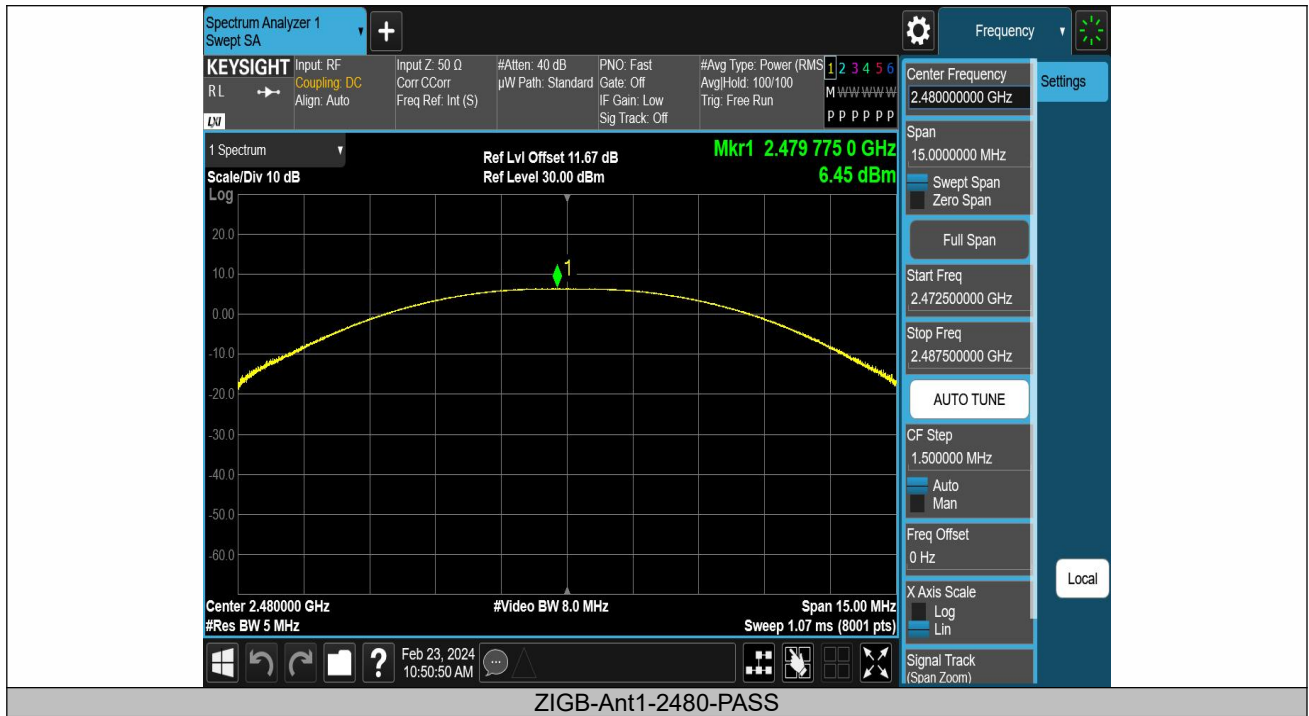 Spectrum Analyzer 1
Swept SA
Frequency
KEYSIGHT
R L
LXI
Input: RF
Coupling: DC
Align: Auto
Input Z: 50 Ω
Corr CCorr
Freq Ref: Int (S)
#Atten: 40 dB
µW Path: Standard
PNO: Fast
Gate: Off
IF Gain: Low
Sig Track: Off
#Avg Type: Power (RMS
Avg|Hold: 100/100
Trig: Free Run
1 2 3 4 5 6
M W W W W W
P P P P P P
1 Spectrum
Scale/Div 10 dB
Ref Lvl Offset 11.67 dB
Ref Level 30.00 dBm
Mkr1 2.479 775 0 GHz
6.45 dBm
Log
20.0
10.0
0.00
-10.0
-20.0
-30.0
-40.0
-50.0
-60.0
1
Center 2.480000 GHz
#Res BW 5 MHz
#Video BW 8.0 MHz
Span 15.00 MHz
Sweep 1.07 ms (8001 pts)
Center Frequency
2.480000000 GHz
Span
15.0000000 MHz
Swept Span
Zero Span
Full Span
Start Freq
2.472500000 GHz
Stop Freq
2.487500000 GHz
AUTO TUNE
CF Step
1.500000 MHz
Auto
Man
Freq Offset
0 Hz
X Axis Scale
Log
Lin
Signal Track
(Span Zoom)
Settings
Local
?
Feb 23, 2024
10:50:50 AM
ZIGB-Ant1-2480-PASS